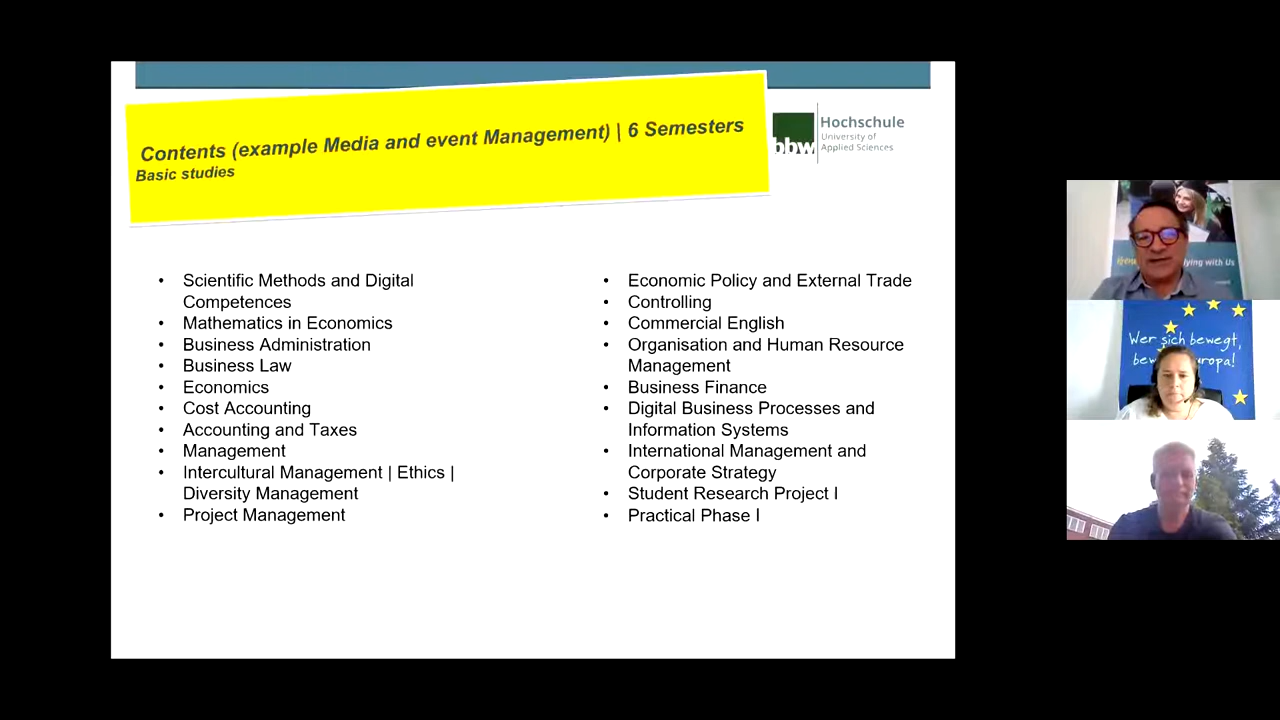 Contents (example Media and event Management) | 6 Semesters
Basic studies
bbw
Hochschule
University of
Applied Sciences
• Scientific Methods and Digital
Competences
• Mathematics in Economics
• Business Administration
• Business Law
• Economics
• Cost Accounting
• Accounting and Taxes
• Management
• Intercultural Management | Ethics |
Diversity Management
• Project Management
• Economic Policy and External Trade
• Controlling
• Commercial English
• Organisation and Human Resource
Management
• Business Finance
• Digital Business Processes and
Information Systems
• International Management and
Corporate Strategy
• Student Research Project I
• Practical Phase I
with Us
Wer sich bewegt,